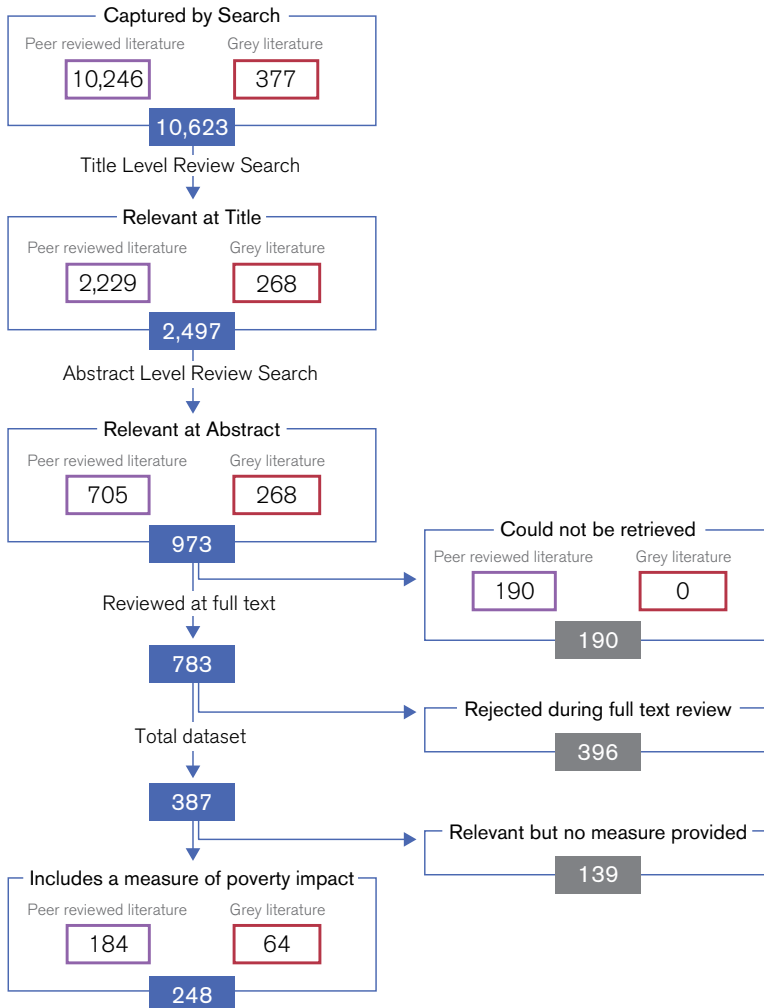 Captured by Search
Peer reviewed literature Grey literature
10,246 377
10,623
Title Level Review Search
Relevant at Title
Peer reviewed literature Grey literature
2,229 268
2,497
Abstract Level Review Search
Relevant at Abstract
Peer reviewed literature Grey literature
705 268
973
Could not be retrieved
Peer reviewed literature Grey literature
190 0
190
Reviewed at full text
783
Rejected during full text review
396
Total dataset
387
Relevant but no measure provided
139
Includes a measure of poverty impact
Peer reviewed literature Grey literature
184 64
248